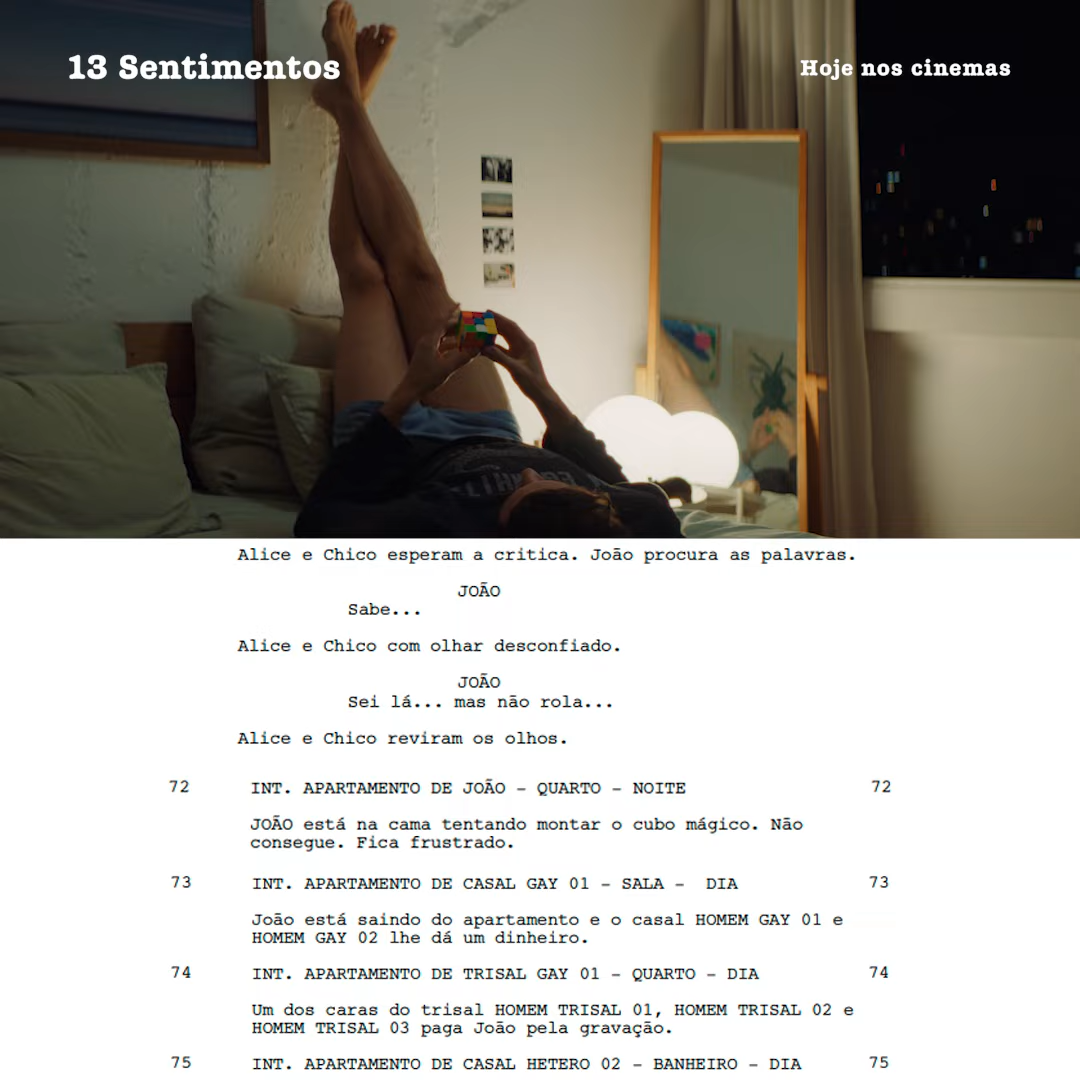 13 Sentimentos
Hoje nos cinemas
Alice e Chico esperam a critica. João procura as palavras.
JOÃO
Sabe...
Alice e Chico com olhar desconfiado.
JOÃO
Sei lá... mas não rola...
Alice e Chico reviram os olhos.
72 INT. APARTAMENTO DE JOÃO – QUARTO – NOITE 72
JOÃO está na cama tentando montar o cubo mágico. Não
consegue. Fica frustrado.
73 INT. APARTAMENTO DE CASAL GAY 01 – SALA – DIA 73
João está saindo do apartamento e o casal HOMEM GAY 01 e
HOMEM GAY 02 lhe dá um dinheiro.
74 INT. APARTAMENTO DE TRISAL GAY 01 – QUARTO – DIA 74
Um dos caras do trisal HOMEM TRISAL 01, HOMEM TRISAL 02 e
HOMEM TRISAL 03 paga João pela gravação.
75 INT. APARTAMENTO DE CASAL HETERO 02 – BANHEIRO – DIA 75